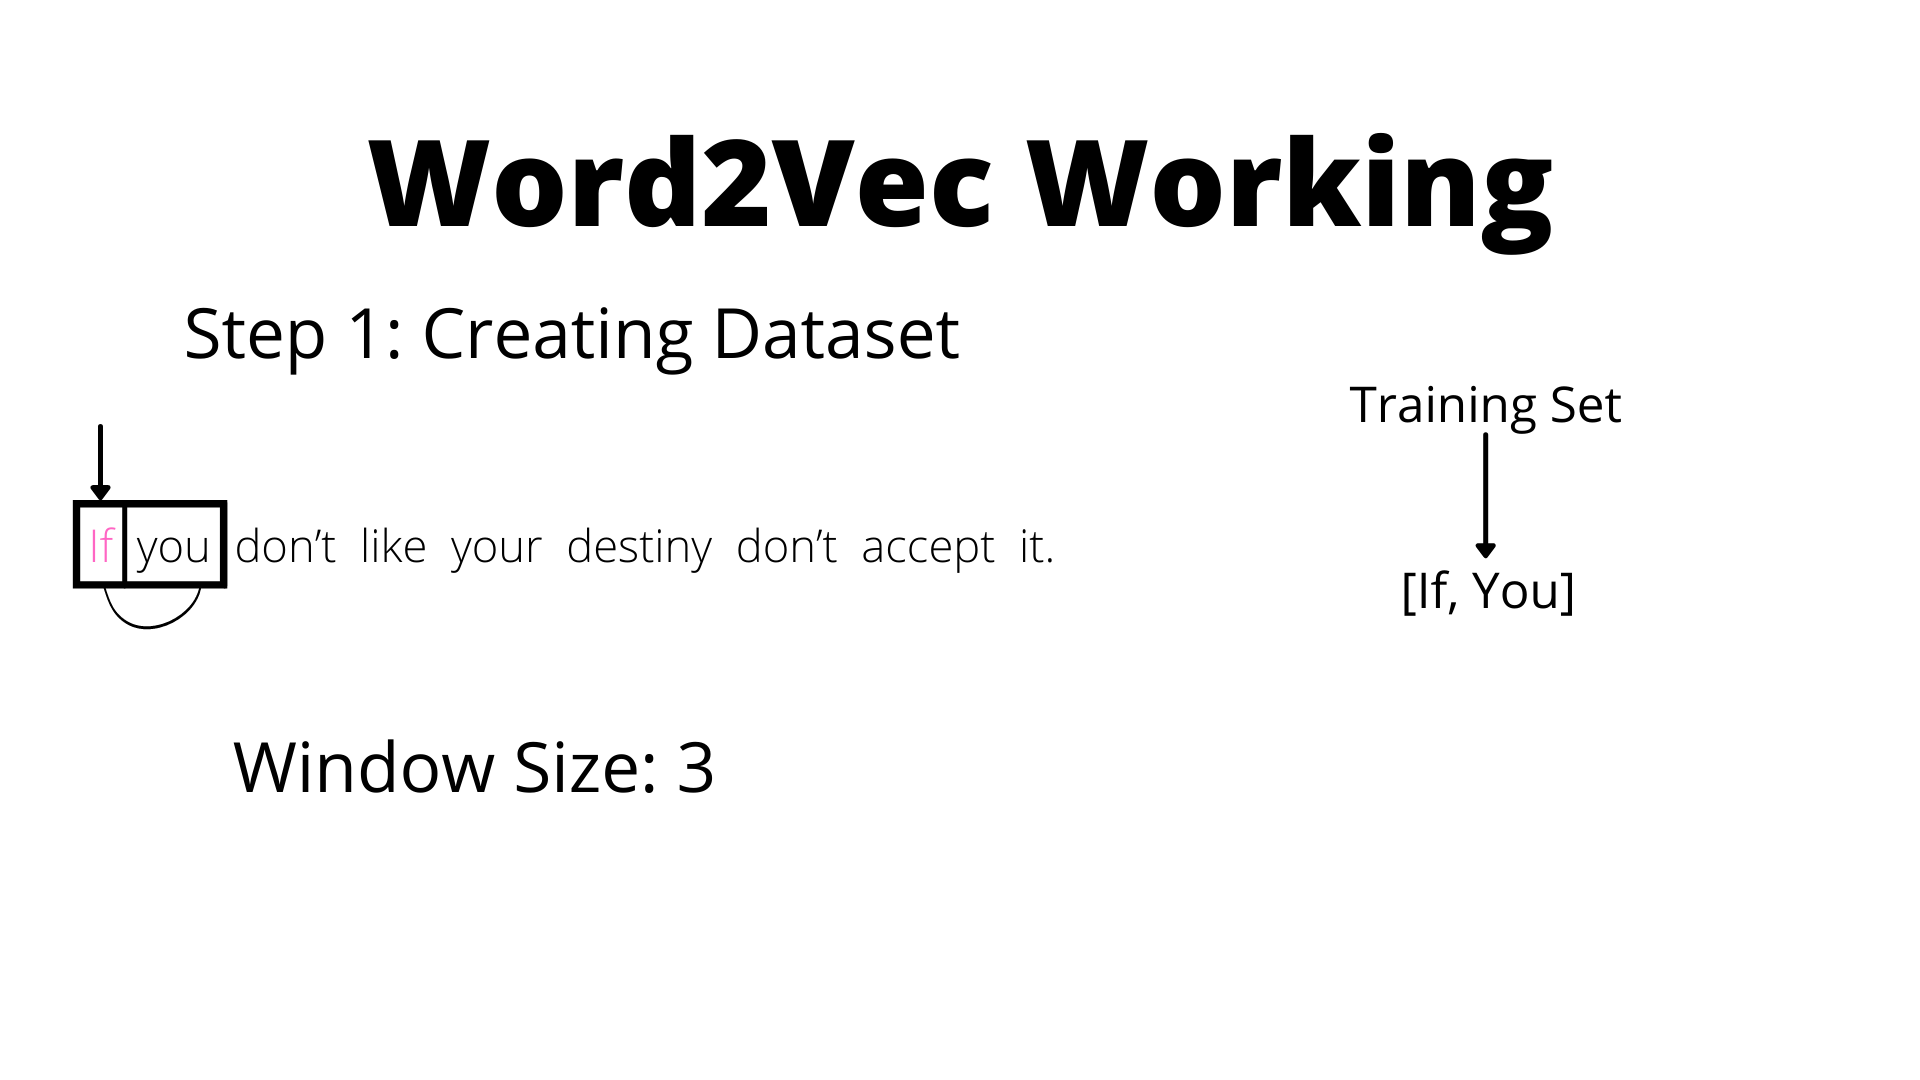 Word2Vec Working
Step 1: Creating Dataset
Training Set
If you don’t like your destiny don’t accept it.
[If, You]
Window Size: 3